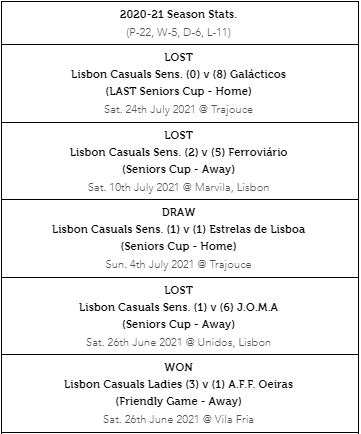 2020-21 Season Stats.
(P-22, W-5, D-6, L-11)
LOST
Lisbon Casuals Sens. (0) v (8) Galácticos
(LAST Seniors Cup - Home)
Sat. 24th July 2021 @ Trajouce
LOST
Lisbon Casuals Sens. (2) v (5) Ferroviário
(Seniors Cup - Away)
Sat. 10th July 2021 @ Marvila, Lisbon
DRAW
Lisbon Casuals Sens. (1) v (1) Estrelas de Lisboa
(Seniors Cup - Home)
Sun. 4th July 2021 @ Trajouce
LOST
Lisbon Casuals Sens. (1) v (6) J.O.M.A
(Seniors Cup - Away)
Sat. 26th June 2021 @ Unidos, Lisbon
WON
Lisbon Casuals Ladies (3) v (1) A.F.F. Oeiras
(Friendly Game - Away)
Sat. 26th June 2021 @ Vila Fria